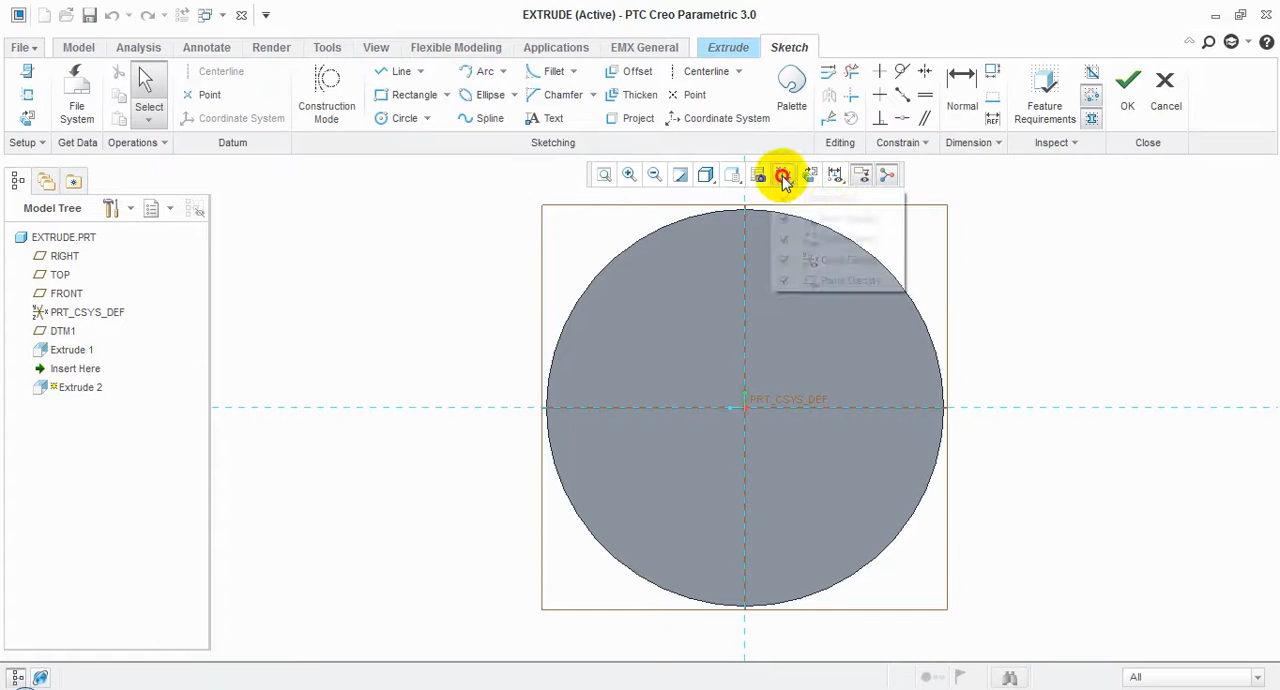 EXTRUDE (Active) - PTC Creo Parametric 3.0
File Model Analysis Annotate Render Tools View Flexible Modeling Applications EMX General Extrude Sketch
Centerline Line Arc Fillet Offset Centerline
Point Rectangle Ellipse Chamfer Thicken Point
Coordinate System Circle Spline Text Project Coordinate System
File System
Select
Construction Mode
Palette
Normal
Feature Requirements
OK
Cancel
Setup Get Data Operations Datum Sketching Editing Constrain Dimension Inspect Close
Model Tree
EXTRUDE.PRT
RIGHT
TOP
FRONT
PRT_CSYS_DEF
DTM1
Extrude 1
Insert Here
Extrude 2
PRT_CSYS_DEF
All